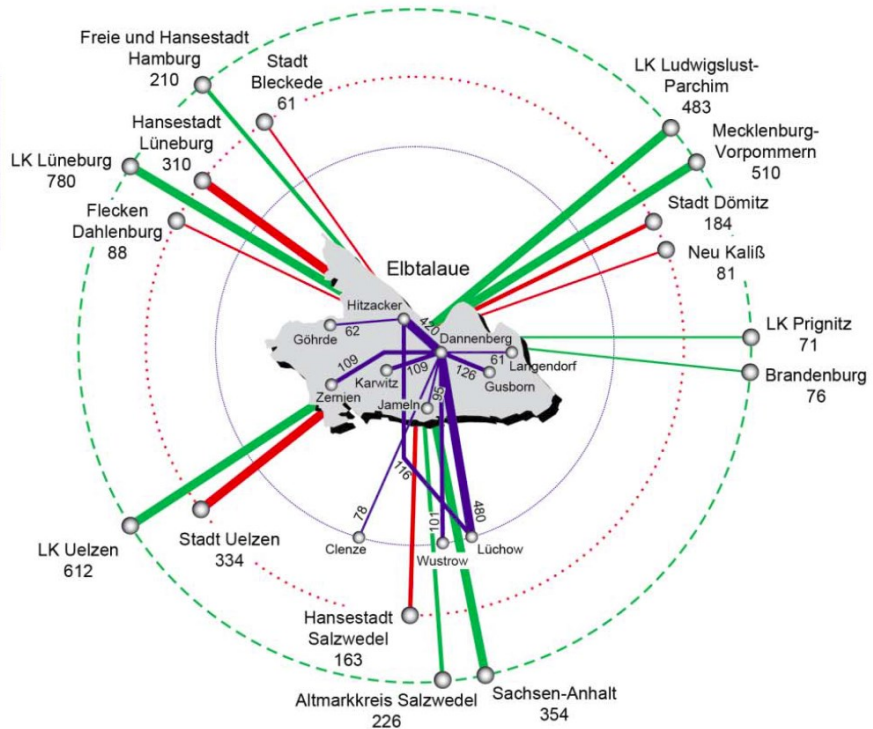 Freie und Hansestadt
Hamburg
210
Stadt
Bleckede
61
Hansestadt
Lüneburg
310
LK Lüneburg
780
Flecken
Dahlenburg
88
LK Ludwigslust-
Parchim
483
Mecklenburg-
Vorpommern
510
Stadt Dömitz
184
Neu Kaliß
81
LK Prignitz
71
Brandenburg
76
Elbtalaue
Hitzacker
420
Göhrde
62
Dannenberg
61
Langendorf
109
Karwitz
109
126
Gusborn
Zernien
Jameln
95
116
78
101
480
Clenze
Wustrow
Lüchow
LK Uelzen
612
Stadt Uelzen
334
Hansestadt
Salzwedel
163
Altmarkkreis Salzwedel
226
Sachsen-Anhalt
354